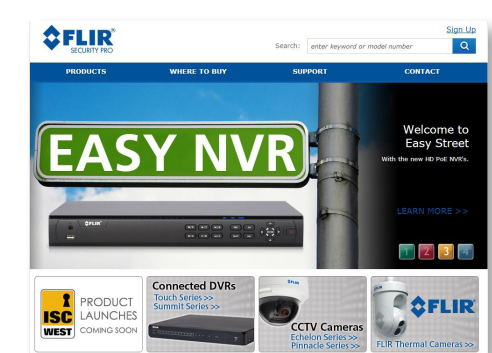 FLIR®
SECURITY PRO
Sign Up
Search: enter keyword or model number
PRODUCTS WHERE TO BUY SUPPORT CONTACT
EASY NVR
Welcome to
Easy Street
With the new HD PoE NVR's.
LEARN MORE >>
FLIR
1 2 3 4
ISC
WEST
PRODUCT
LAUNCHES
COMING SOON
Connected DVRs
Touch Series >>
Summit Series >>
FLIR
CCTV Cameras
Echelon Series >>
Pinnacle Series >>
FLIR
FLIR Thermal Cameras >>